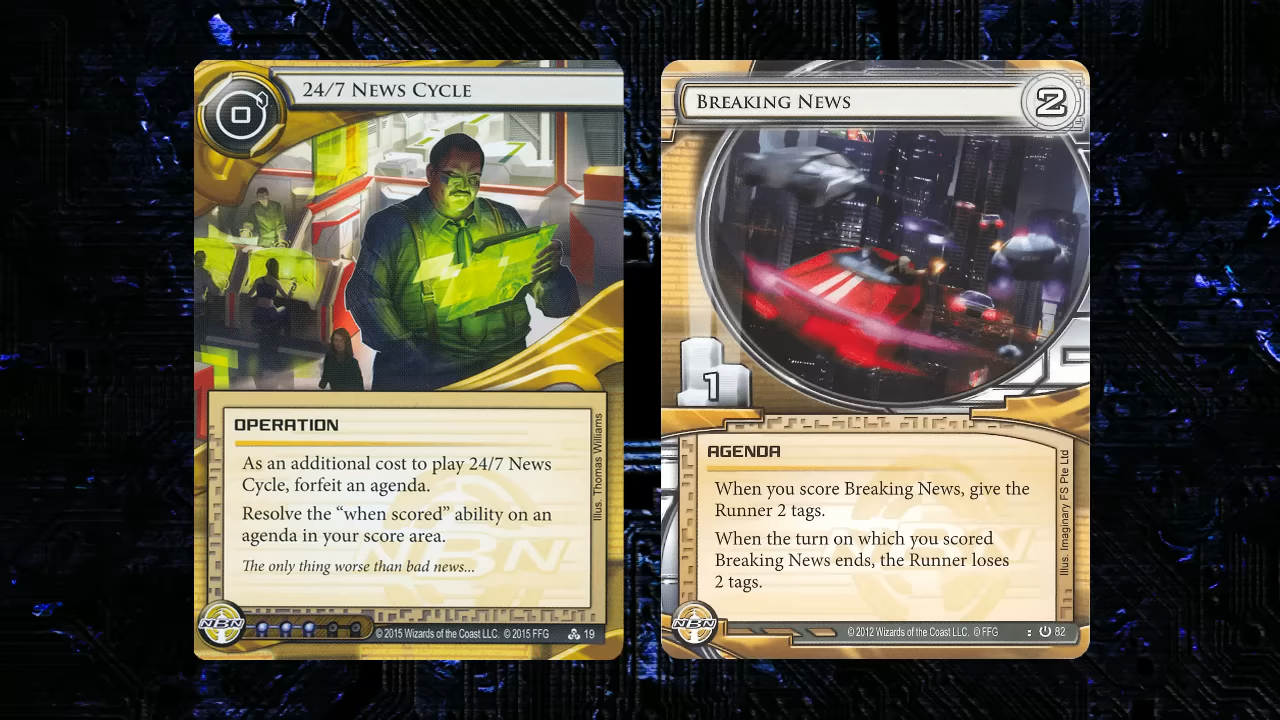 24/7 News Cycle
0
OPERATION
As an additional cost to play 24/7 News
Cycle, forfeit an agenda.
Resolve the “when scored” ability on an
agenda in your score area.
The only thing worse than bad news...
Illus. Thomas Williams
NBN
© 2015 Wizards of the Coast LLC. © 2015 FFG
19
Breaking News
2
1
AGENDA
When you score Breaking News, give the
Runner 2 tags.
When the turn on which you scored
Breaking News ends, the Runner loses
2 tags.
Illus. Imaginary FS Pte Ltd
NBN
© 2012 Wizards of the Coast LLC. © FFG
82